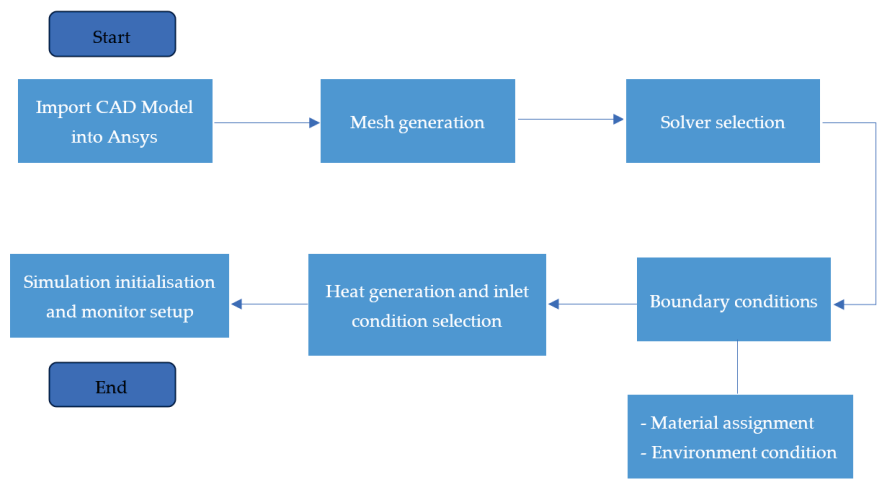 Start
Import CAD Model
into Ansys
Mesh generation
Solver selection
Boundary conditions
- Material assignment
- Environment condition
Heat generation and inlet
condition selection
Simulation initialisation
and monitor setup
End